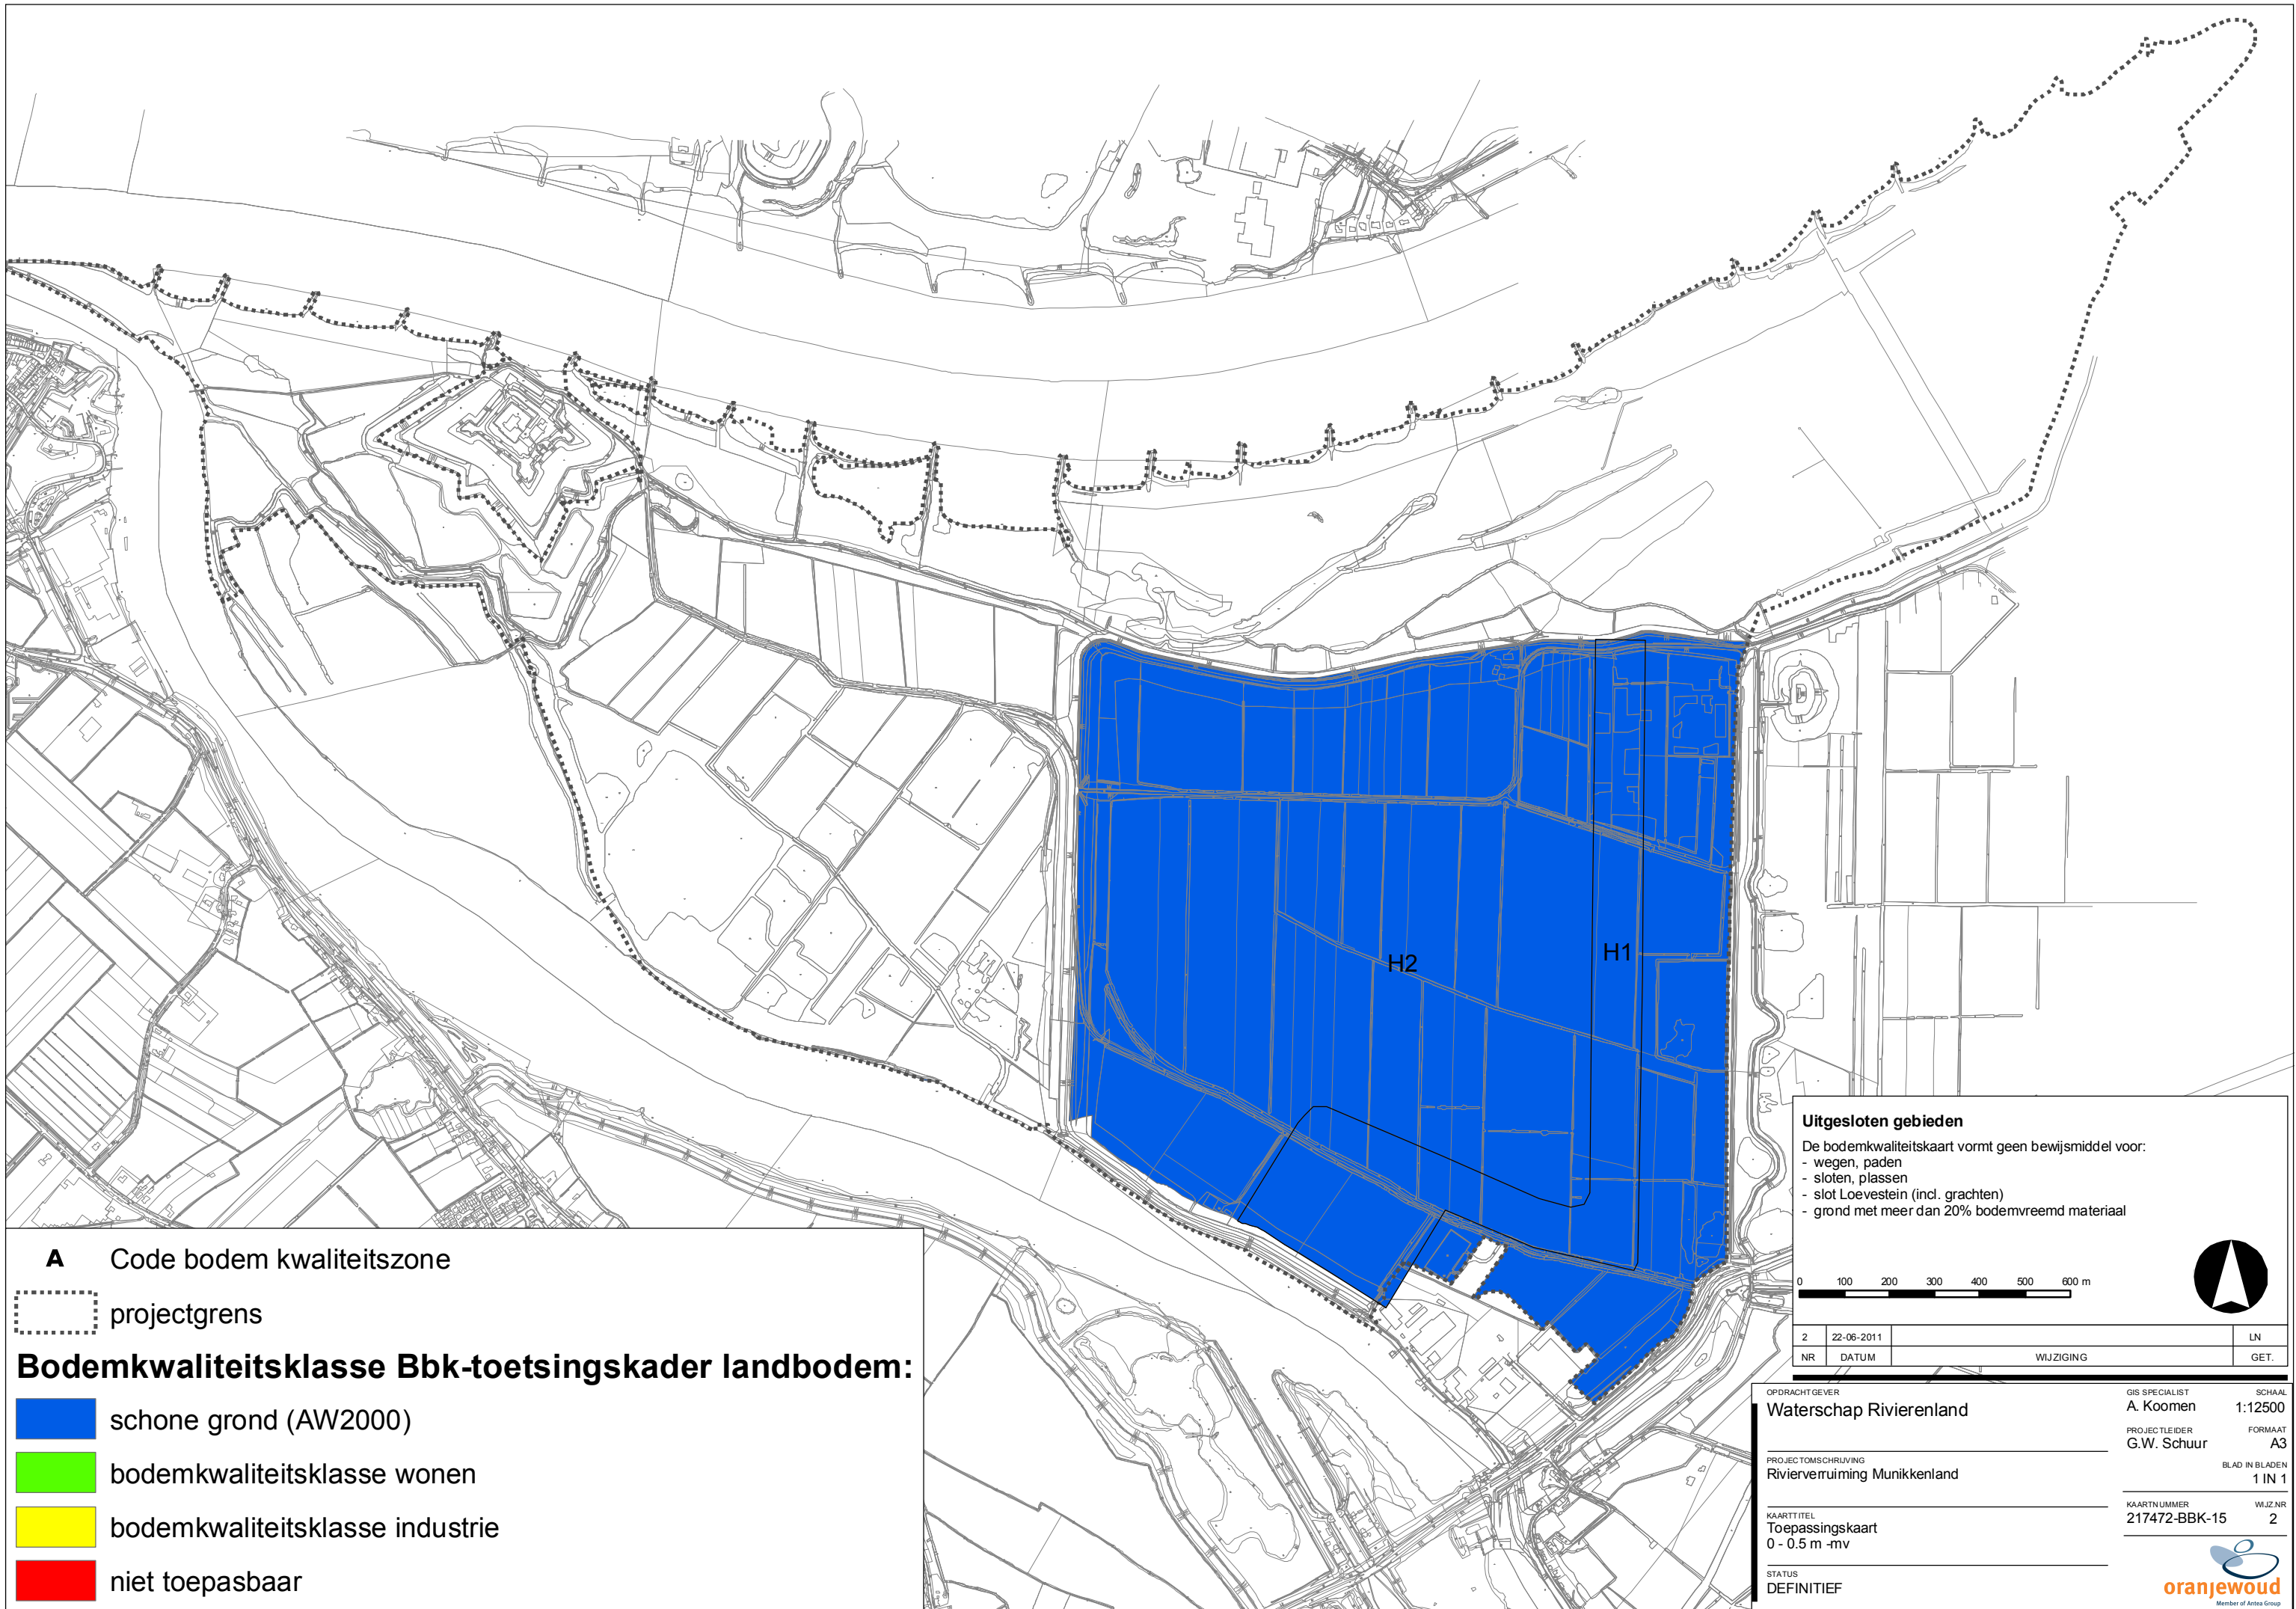 H2
H1
Uitgesloten gebieden
De bodemkwaliteitskaart vormt geen bewijsmiddel voor:
- wegen, paden
- sloten, plassen
- slot Loevestein (incl. grachten)
- grond met meer dan 20% bodemvreemd materiaal
0 100 200 300 400 500 600 m
2 22-06-2011 LN
NR DATUM WIJZIGING GET.
A Code bodem kwaliteitszone
projectgrens
Bodemkwaliteitsklasse Bbk-toetsingskader landbodem:
schone grond (AW2000)
bodemkwaliteitsklasse wonen
bodemkwaliteitsklasse industrie
niet toepasbaar
OPDRACHTGEVER
Waterschap Rivierenland
PROJECTOMSCHRIJVING
Rivierverruiming Munikkenland
KAARTTITEL
Toepassingskaart
0 - 0.5 m -mv
STATUS
DEFINITIEF
GIS SPECIALIST SCHAAL
A. Koomen 1:12500
PROJECTLEIDER FORMAAT
G.W. Schuur A3
BLAD IN BLADEN
1 IN 1
KAARTNUMMER WIJZ.NR
217472-BBK-15 2
oranjewoud
Member of Antea Group